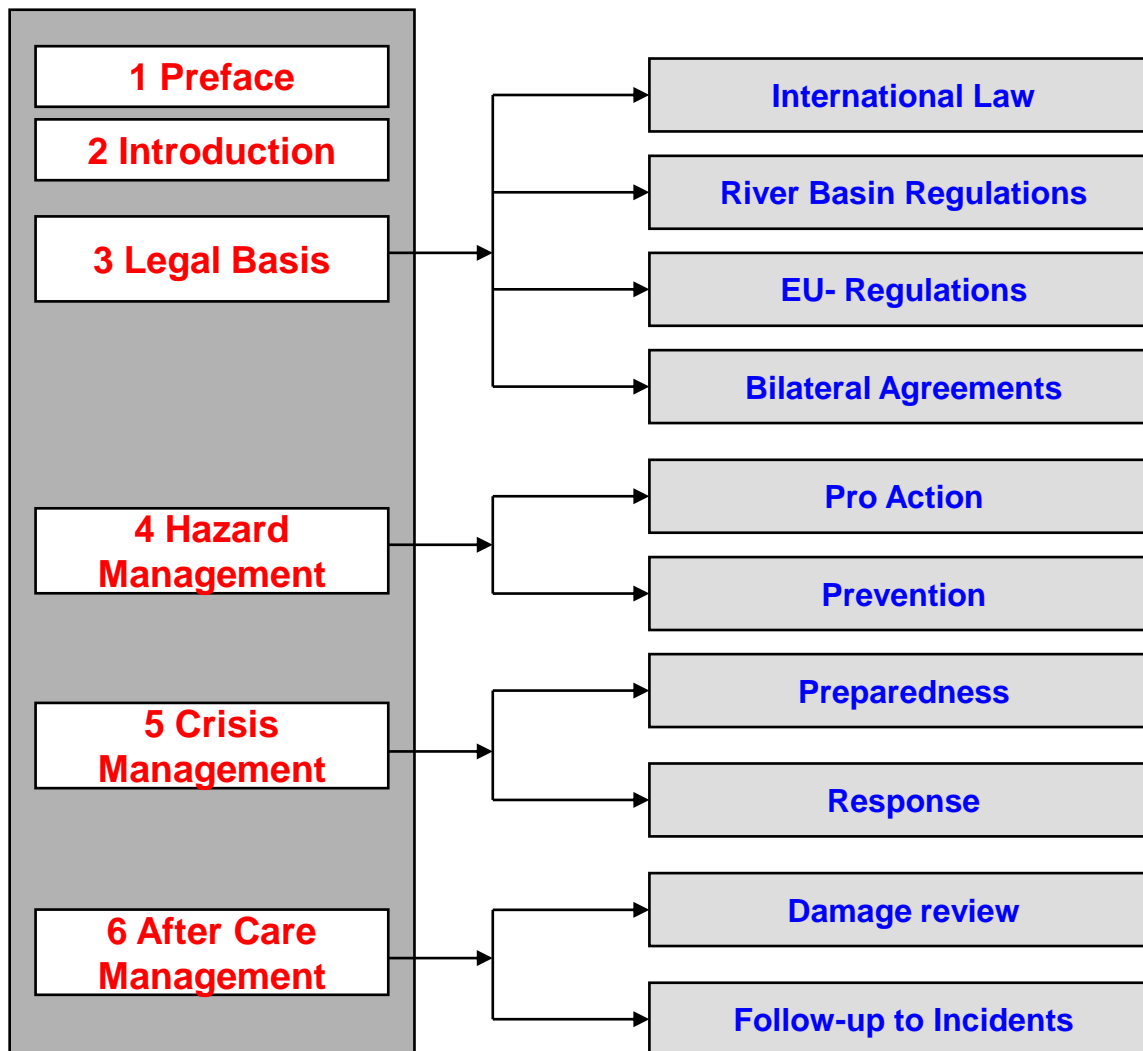 1 Preface
2 Introduction
3 Legal Basis
International Law
River Basin Regulations
EU- Regulations
Bilateral Agreements
4 Hazard
Management
Pro Action
Prevention
5 Crisis
Management
Preparedness
Response
6 After Care
Management
Damage review
Follow-up to Incidents